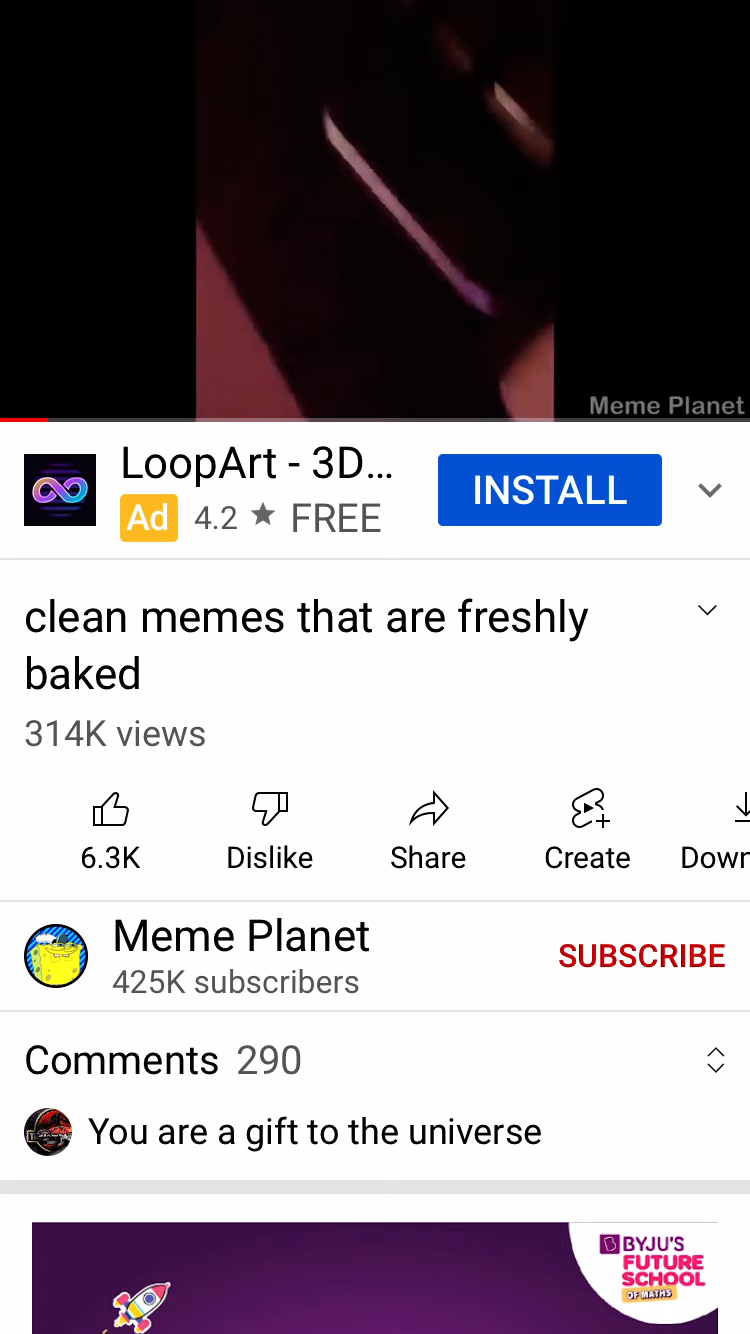 Meme Planet
LoopArt - 3D...
Ad 4.2 ★ FREE
INSTALL
clean memes that are freshly
baked
314K views
6.3K
Dislike
Share
Create
Down
Meme Planet
425K subscribers
SUBSCRIBE
Comments 290
You are a gift to the universe
BYJU'S
FUTURE
SCHOOL
OF MATHS